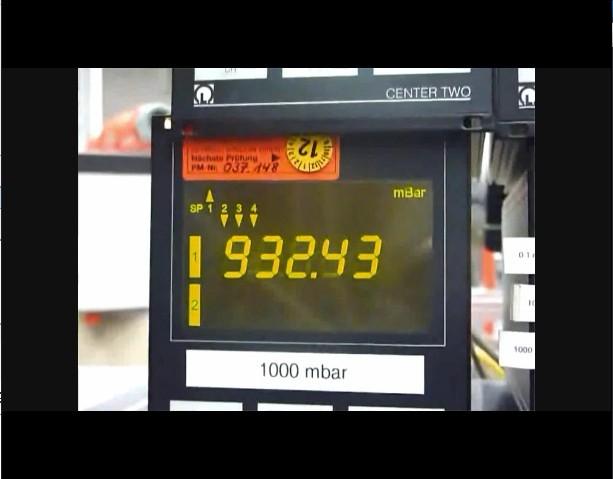 CENTER TWO
Nächste Prüfung
PM-Nr. 037.148
12
mBar
SP 1 2 3 4
1
932.43
2
1000 mbar
1000